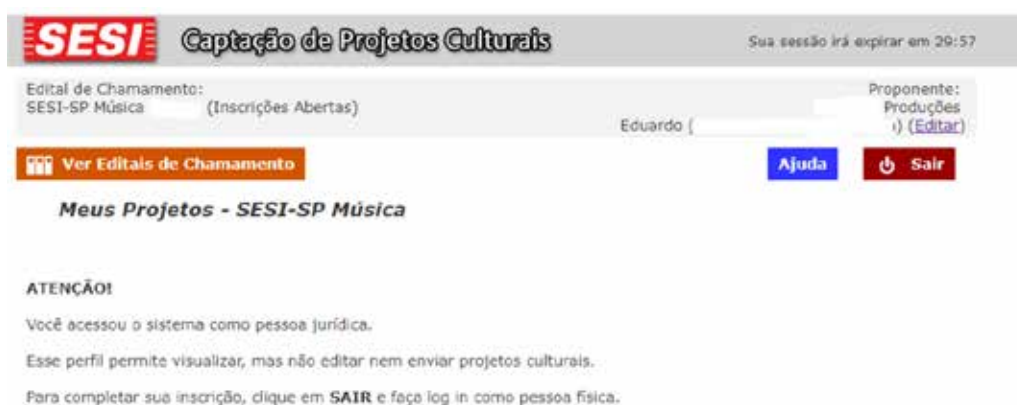 SESI Captação de Projetos Culturais Sua sessão irá expirar em 29:57
Edital de Chamamento:
SESI-SP Música (Inscrições Abertas)
Proponente:
Produções
Eduardo ( ) (Editar)
Ver Editais de Chamamento Ajuda Sair
Meus Projetos - SESI-SP Música
ATENÇÃO!
Você acessou o sistema como pessoa jurídica.
Esse perfil permite visualizar, mas não editar nem enviar projetos culturais.
Para completar sua inscrição, clique em SAIR e faça log in como pessoa física.